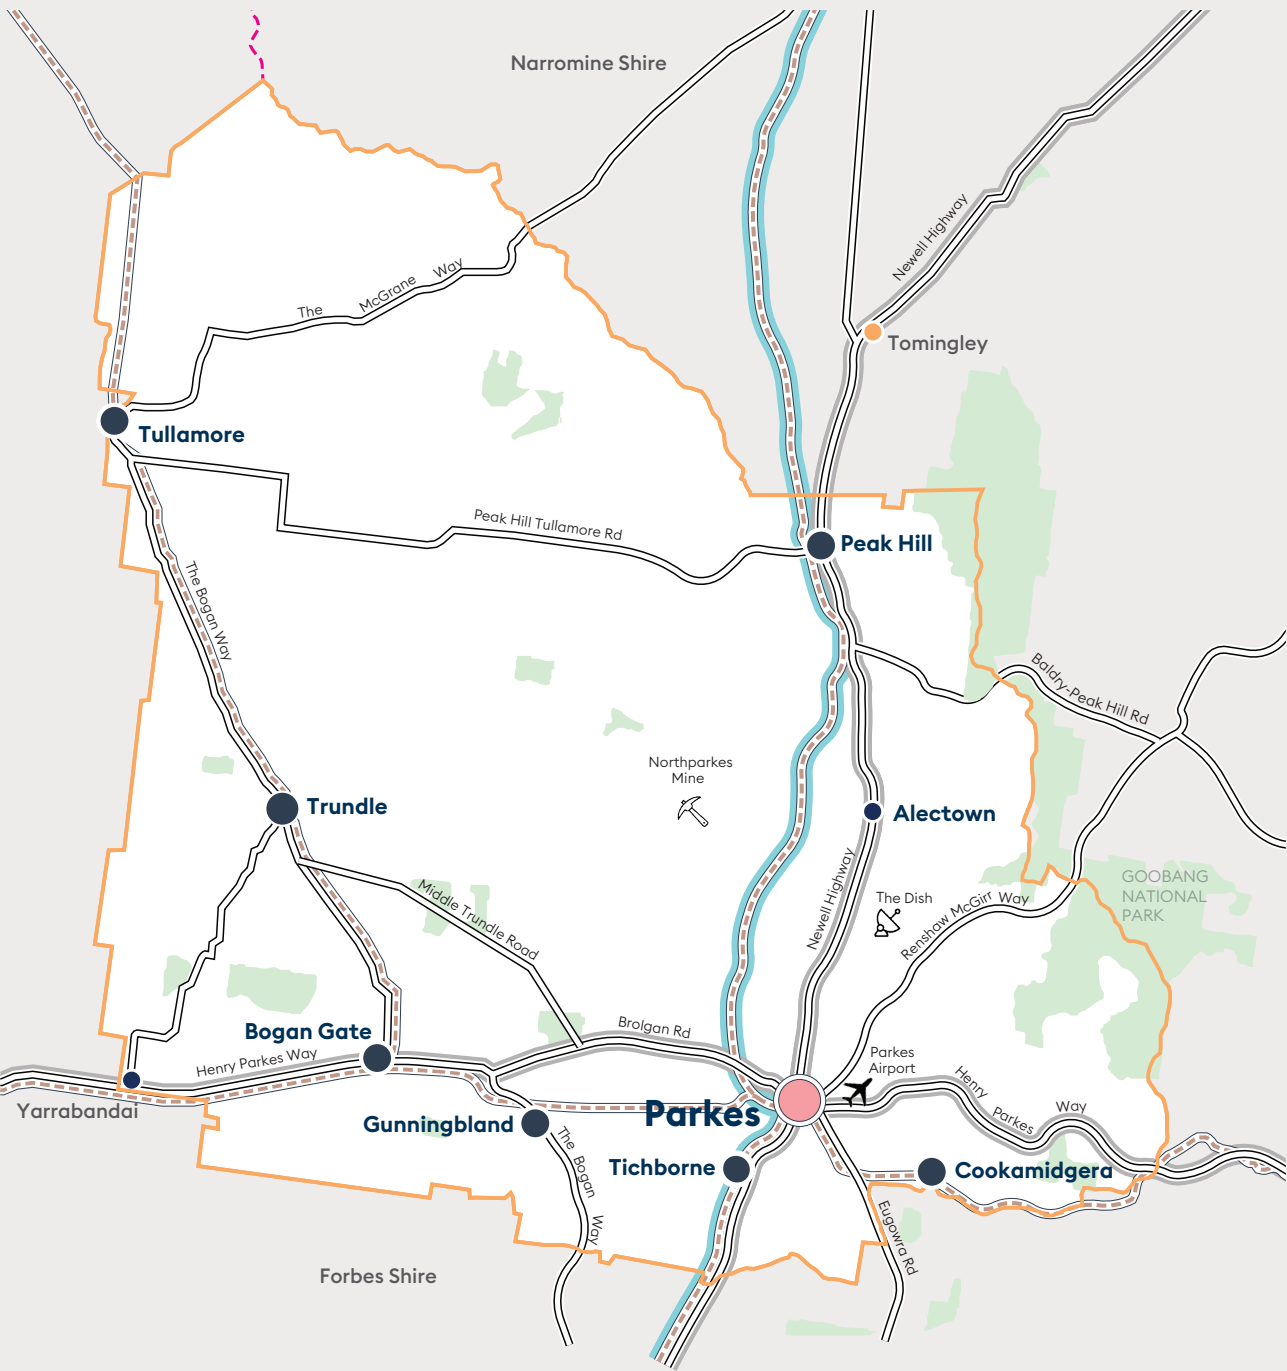 Narromine Shire
Newell Highway
The McGrane Way
Tomingley
Tullamore
Peak Hill Tullamore Rd
Peak Hill
The Bogan Way
Baldry-Peak Hill Rd
Northparkes
Mine
Trundle
Alectown
Newell Highway
GOOBANG
NATIONAL
PARK
The Dish
Middle Trundle Road
Renshaw McGirr Way
Brolgan Rd
Bogan Gate
Henry Parkes Way
Parkes
Airport
Henry Parkes Way
Yarrabandai
Parkes
Gunningbland
The Bogan Way
Tichborne
Cookamidgera
Eugowra Rd
Forbes Shire